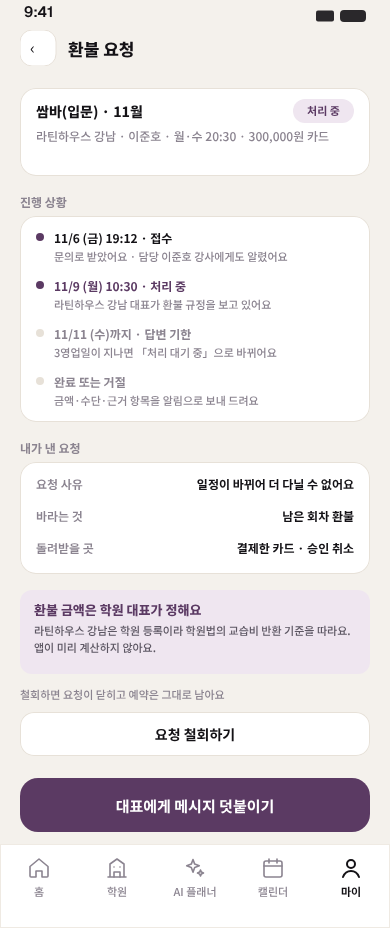 9:41
‹ 환불 요청
쌈바(입문) · 11월 처리 중
라틴하우스 강남 · 이준호 · 월·수 20:30 · 300,000원 카드
진행 상황
11/6 (금) 19:12 · 접수
문의로 받았어요 · 담당 이준호 강사에게도 알렸어요
11/9 (월) 10:30 · 처리 중
라틴하우스 강남 대표가 환불 규정을 보고 있어요
11/11 (수)까지 · 답변 기한
3영업일이 지나면 「처리 대기 중」으로 바뀌어요
완료 또는 거절
금액·수단·근거 항목을 알림으로 보내 드려요
내가 낸 요청
요청 사유 일정이 바뀌어 더 다닐 수 없어요
바라는 것 남은 회차 환불
돌려받을 곳 결제한 카드 · 승인 취소
환불 금액은 학원 대표가 정해요
라틴하우스 강남은 학원 등록이라 학원법의 교습비 반환 기준을 따라요.
앱이 미리 계산하지 않아요.
철회하면 요청이 닫히고 예약은 그대로 남아요
요청 철회하기
대표에게 메시지 덧붙이기
홈 학원 AI 플래너 캘린더 마이